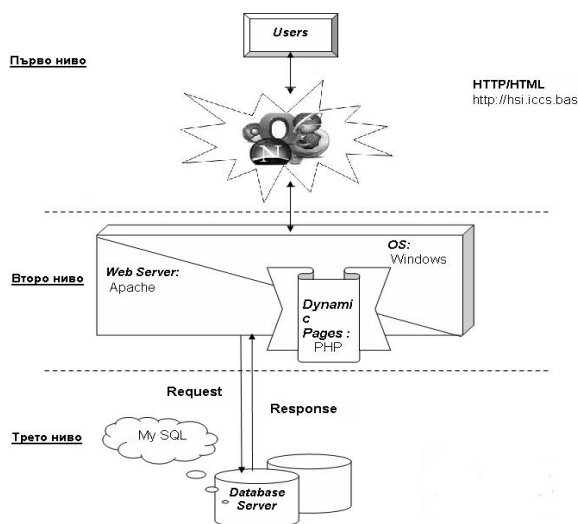 Users
Първо ниво
HTTP/HTML
http://hsi.iccs.bas
O
N
OS:
Windows
Web Server:
Apache
Второ ниво
Dynami
c
Pages :
PHP
Request
Response
My SQL
Трето ниво
Database
Server